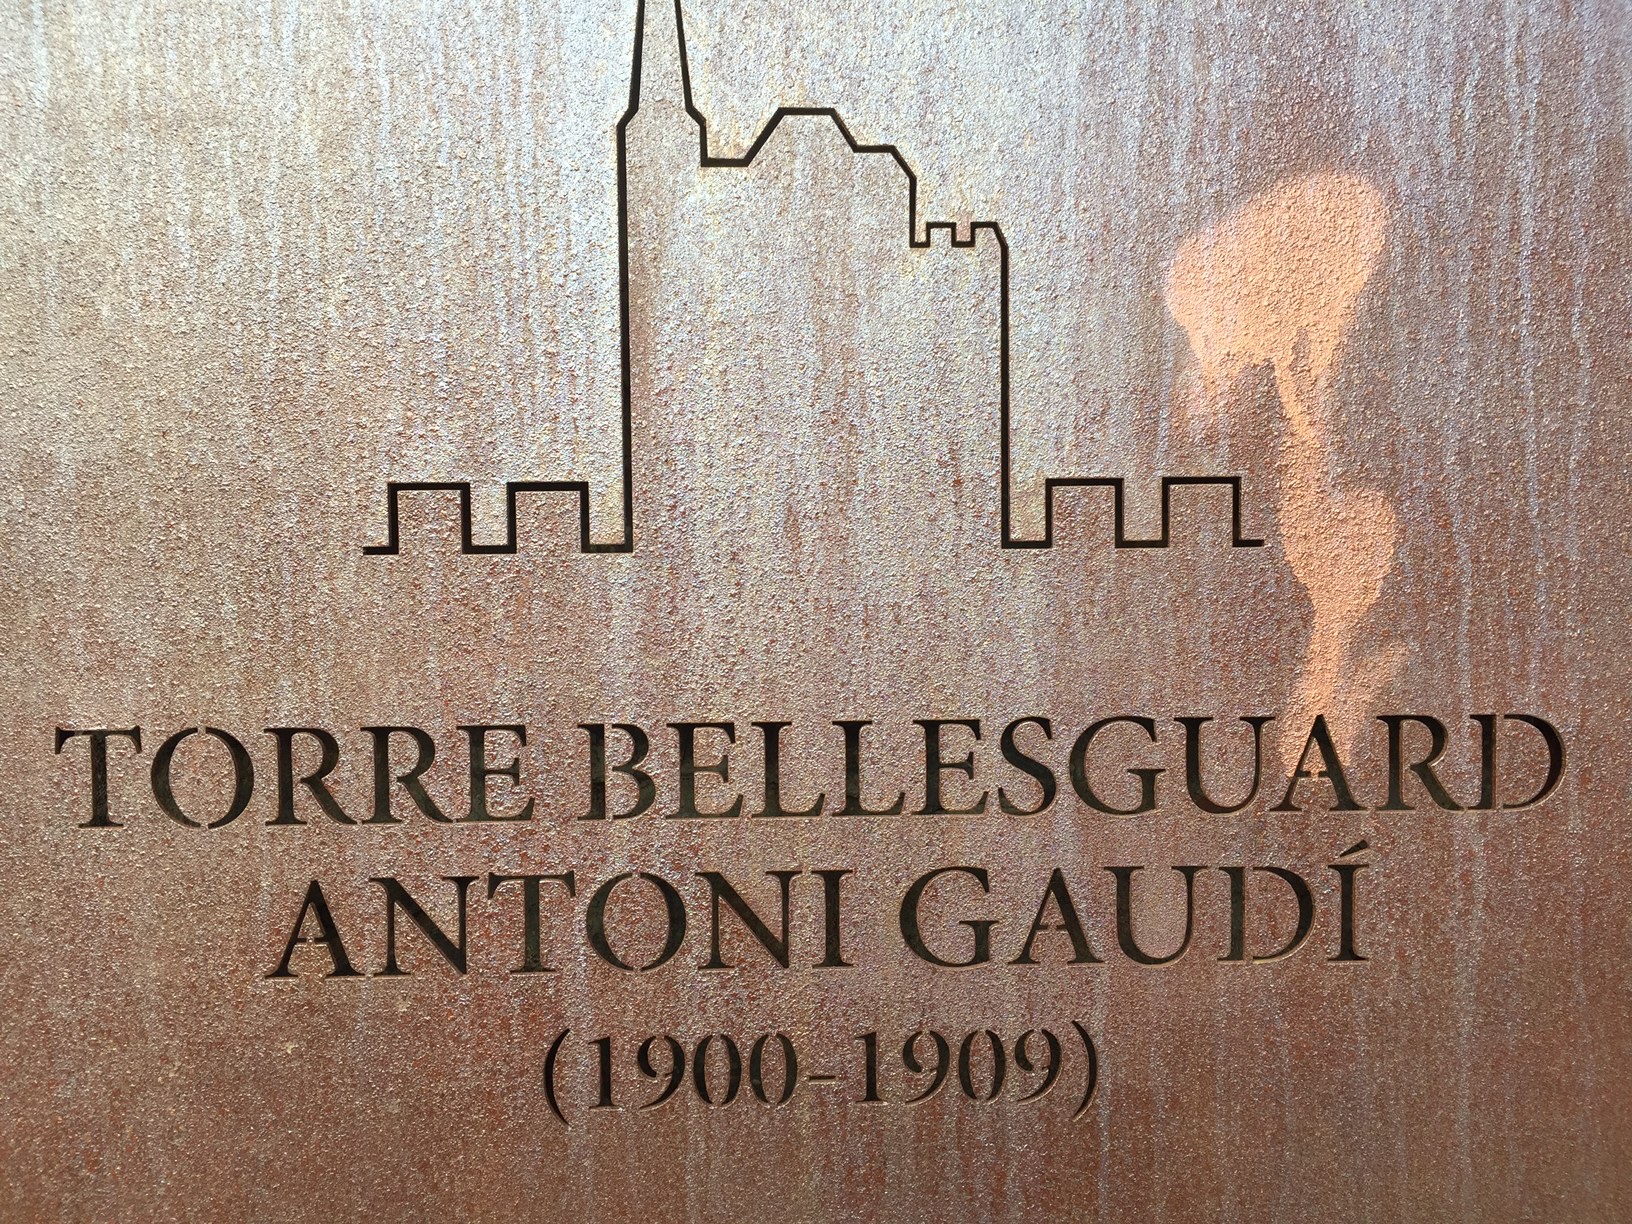 TORRE BELLESGUARD
ANTONI GAUDÍ
(1900-1909)